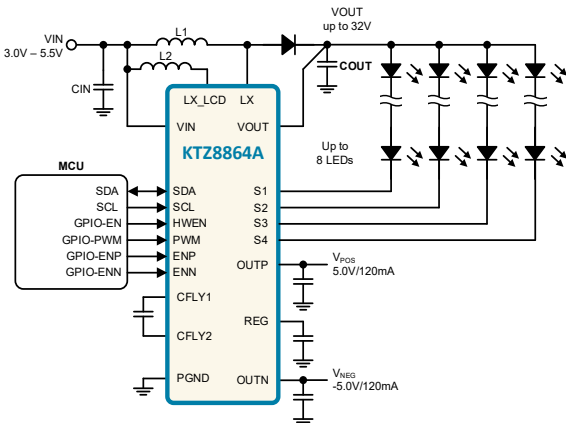 VIN
3.0V – 5.5V
L1
L2
CIN
VOUT
up to 32V
COUT
LX_LCD
LX
VIN
VOUT
KTZ8864A
Up to
8 LEDs
MCU
SDA
SCL
GPIO-EN
GPIO-PWM
GPIO-ENP
GPIO-ENN
SDA
SCL
HWEN
PWM
ENP
ENN
CFLY1
CFLY2
PGND
S1
S2
S3
S4
OUTP
REG
OUTN
VPOS
5.0V/120mA
VNEG
-5.0V/120mA